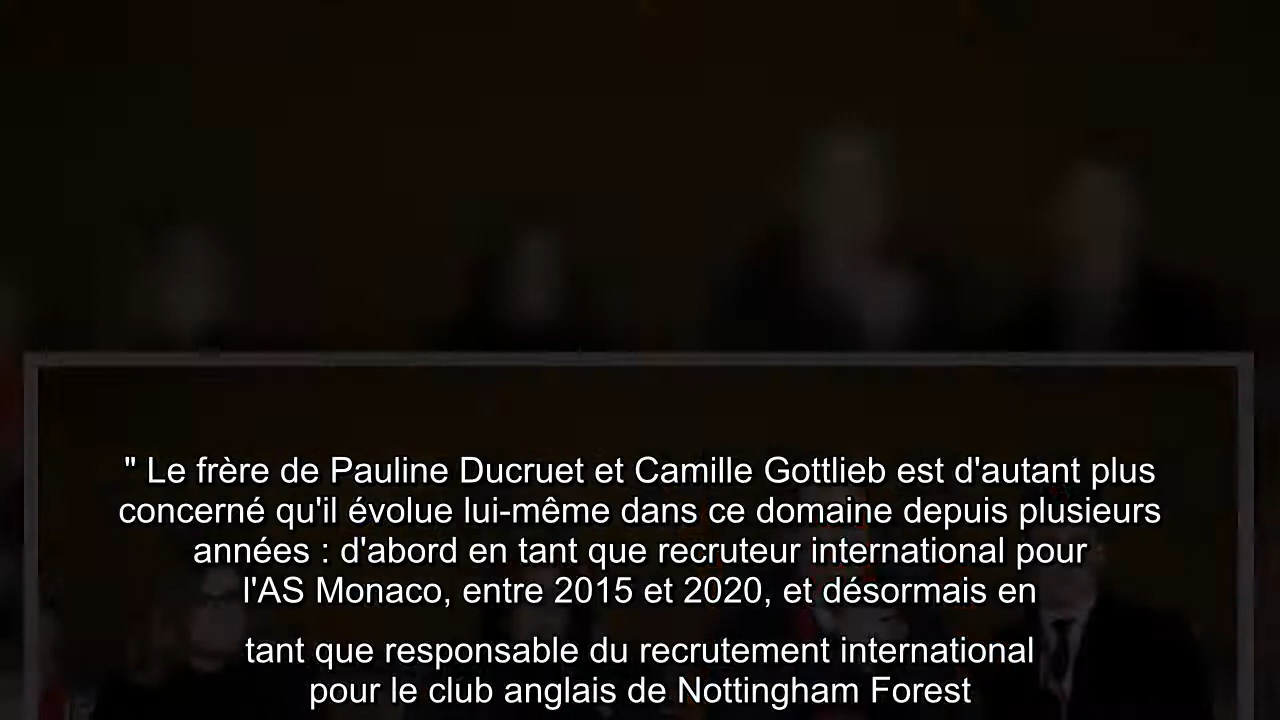 " Le frère de Pauline Ducruet et Camille Gottlieb est d'autant plus
concerné qu'il évolue lui-même dans ce domaine depuis plusieurs
années : d'abord en tant que recruteur international pour
l'AS Monaco, entre 2015 et 2020, et désormais en
tant que responsable du recrutement international
pour le club anglais de Nottingham Forest